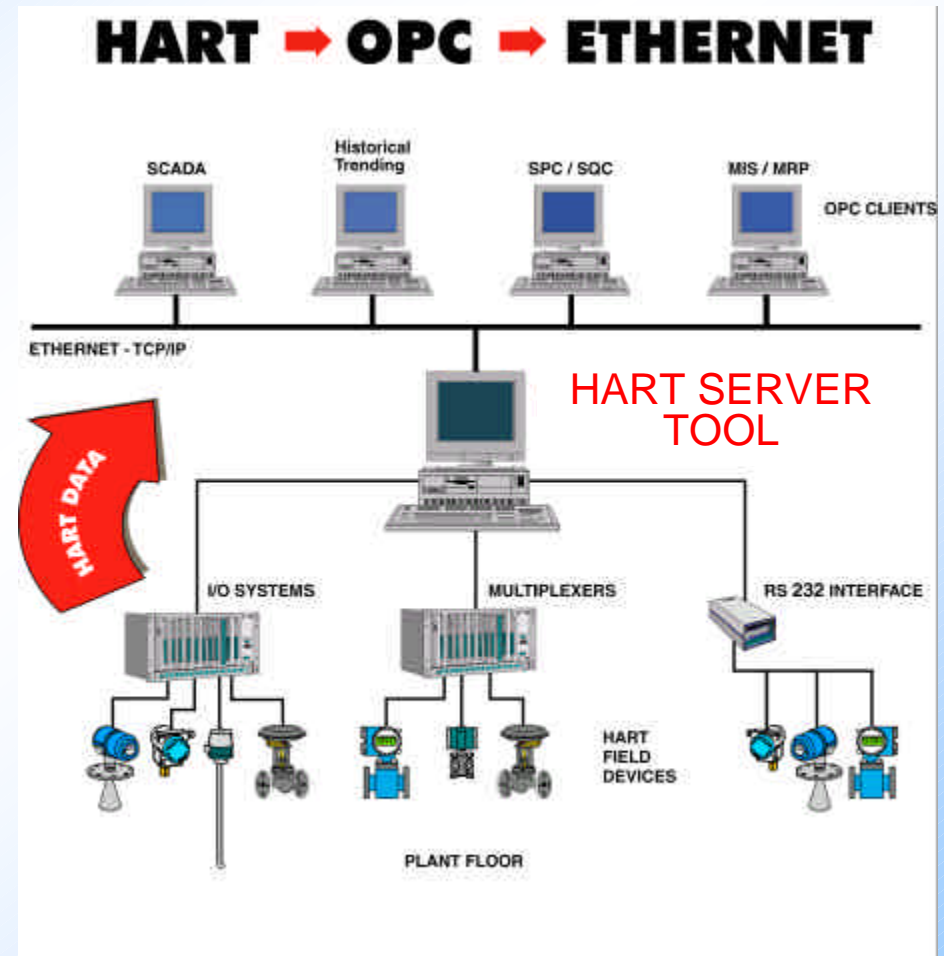 HART ➡ OPC ➡ ETHERNET
SCADA
Historical
Trending
SPC / SQC
MIS / MRP
OPC CLIENTS
ETHERNET - TCP/IP
HART SERVER
TOOL
HART DATA
I/O SYSTEMS
MULTIPLEXERS
RS 232 INTERFACE
HART
FIELD
DEVICES
PLANT FLOOR